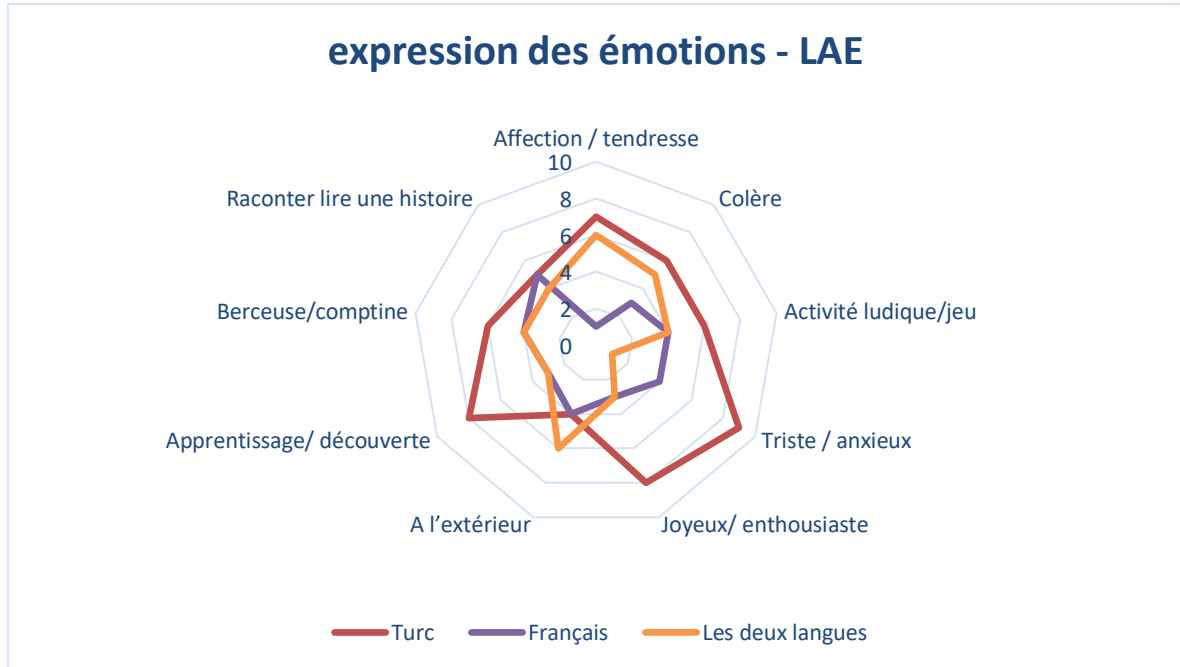 expression des émotions - LAE
Affection / tendresse
10
8
6
4
2
0
Colère
Activité ludique/jeu
Triste / anxieux
Joyeux/ enthousiaste
A l’extérieur
Apprentissage/ découverte
Berceuse/comptine
Raconter lire une histoire
Turc
Français
Les deux langues